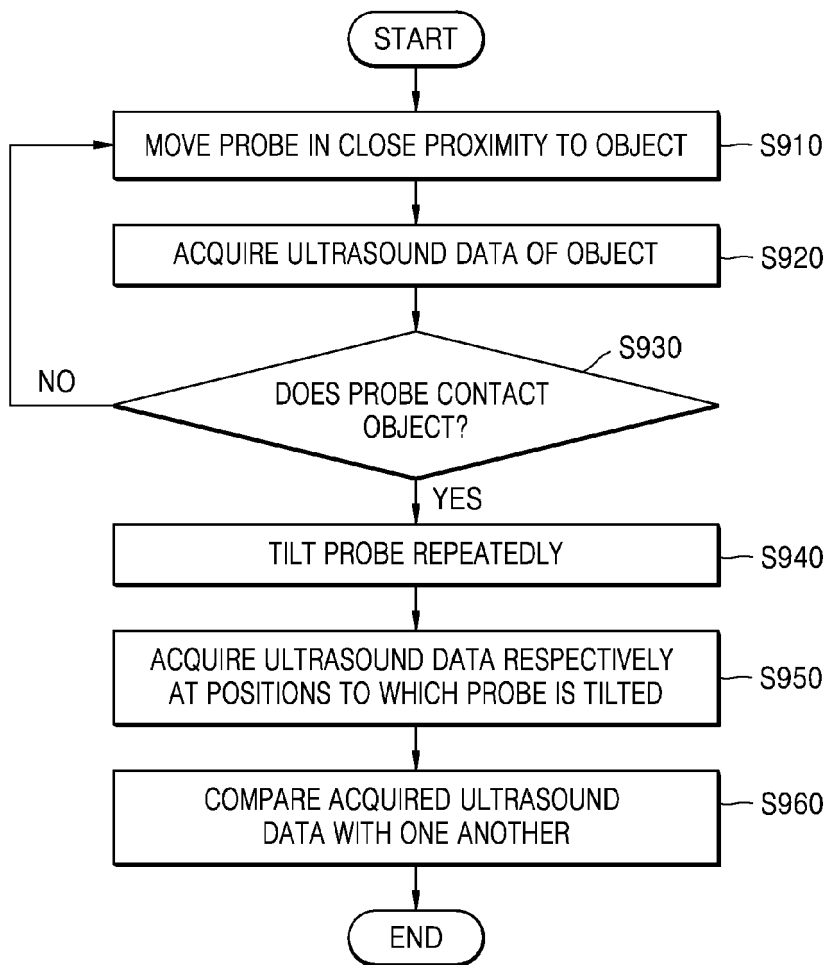 START
MOVE PROBE IN CLOSE PROXIMITY TO OBJECT
S910
ACQUIRE ULTRASOUND DATA OF OBJECT
S920
S930
NO
DOES PROBE CONTACT
OBJECT?
YES
TILT PROBE REPEATEDLY
S940
ACQUIRE ULTRASOUND DATA RESPECTIVELY
AT POSITIONS TO WHICH PROBE IS TILTED
S950
COMPARE ACQUIRED ULTRASOUND
DATA WITH ONE ANOTHER
S960
END